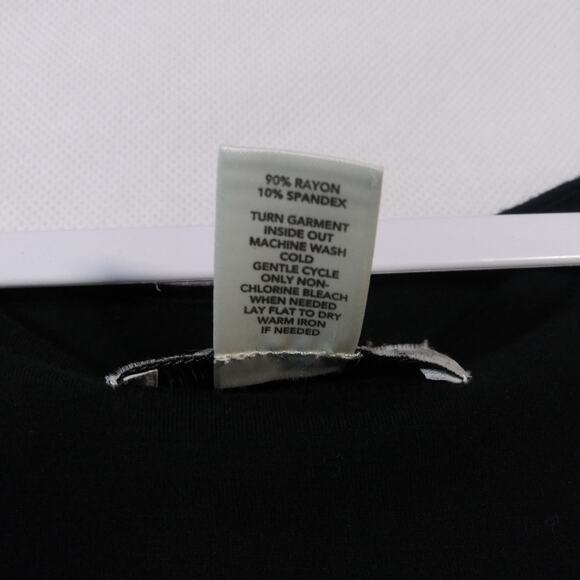 90% RAYON
10% SPANDEX
TURN GARMENT
INSIDE OUT
MACHINE WASH
COLD
GENTLE CYCLE
ONLY NON-
CHLORINE BLEACH
WHEN NEEDED
LAY FLAT TO DRY
WARM IRON
IF NEEDED